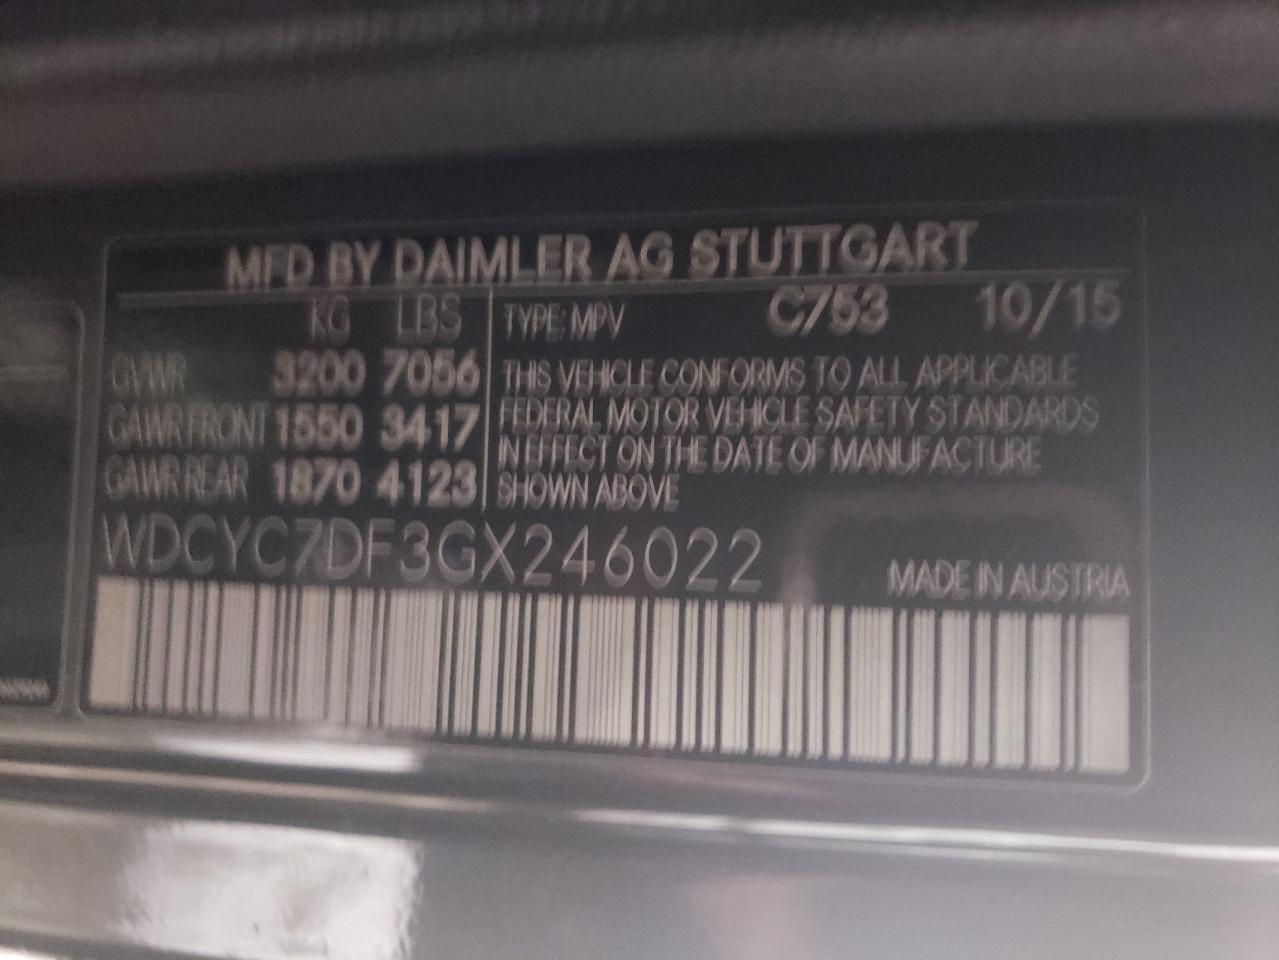 MFD BY DAIMLER AG STUTTGART
KG LBS
GVWR 3200 7056
GAWR FRONT 1550 3417
GAWR REAR 1870 4123
TYPE: MPV C753 10/15
THIS VEHICLE CONFORMS TO ALL APPLICABLE
FEDERAL MOTOR VEHICLE SAFETY STANDARDS
IN EFFECT ON THE DATE OF MANUFACTURE
SHOWN ABOVE
WDCYC7DF3GX246022
MADE IN AUSTRIA